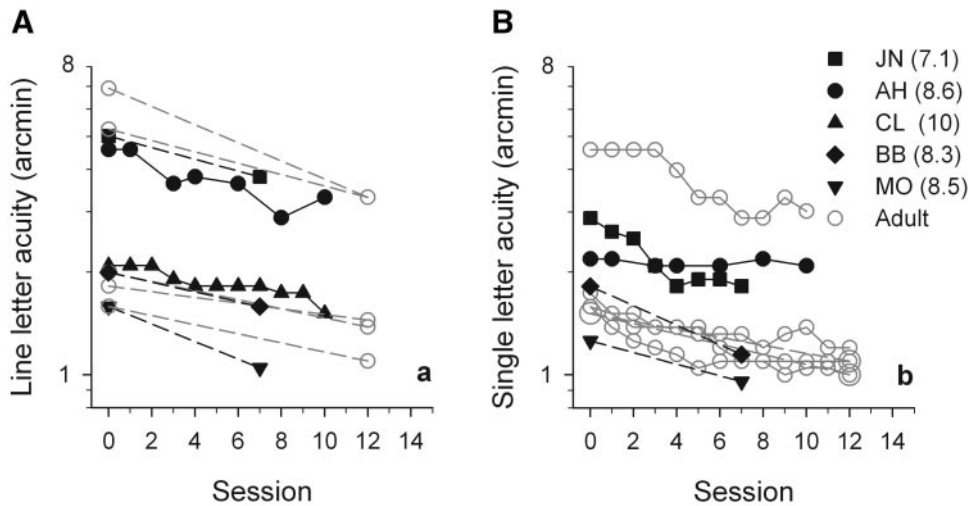 A
B
8
Line letter acuity (arcmin)
1
a
0 2 4 6 8 10 12 14
Session
8
Single letter acuity (arcmin)
1
b
0 2 4 6 8 10 12 14
Session
JN (7.1)
AH (8.6)
CL (10)
BB (8.3)
MO (8.5)
Adult